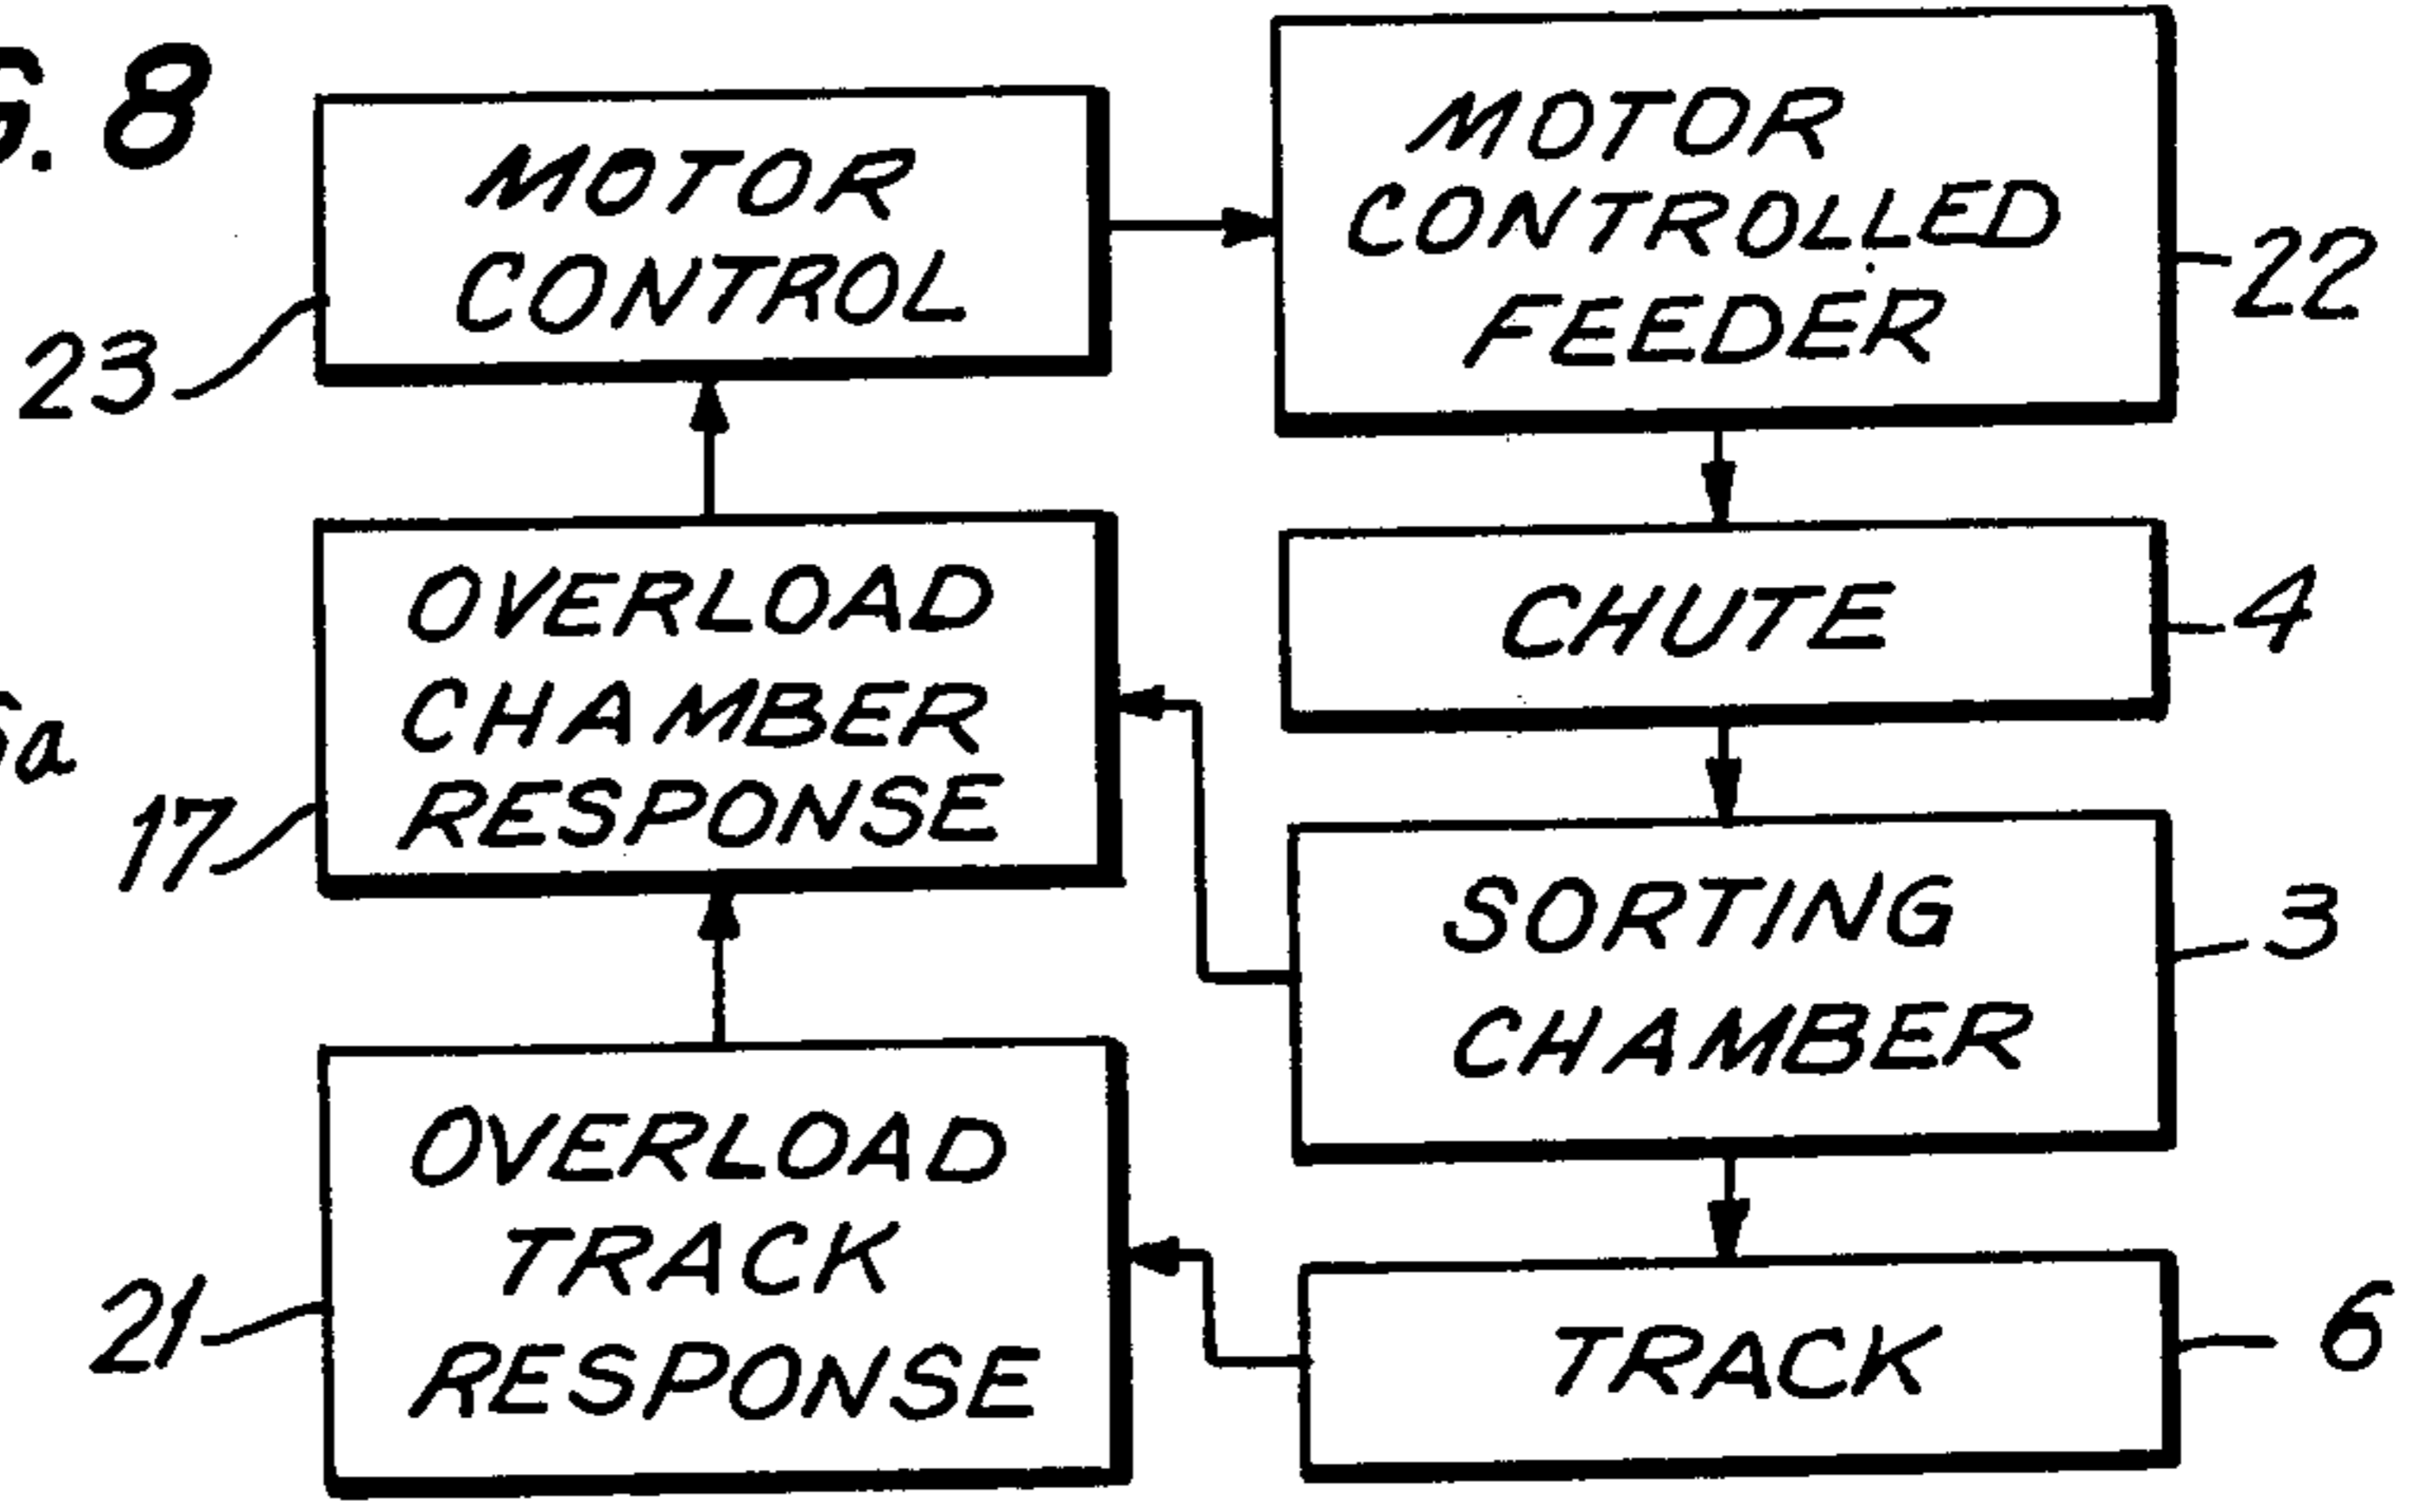 G. 8
MOTOR
CONTROL
23
MOTOR
CONTROLLED
FEEDER
22
OVERLOAD
CHAMBER
RESPONSE
17
CHUTE
4
SORTING
CHAMBER
3
OVERLOAD
TRACK
RESPONSE
21
TRACK
6